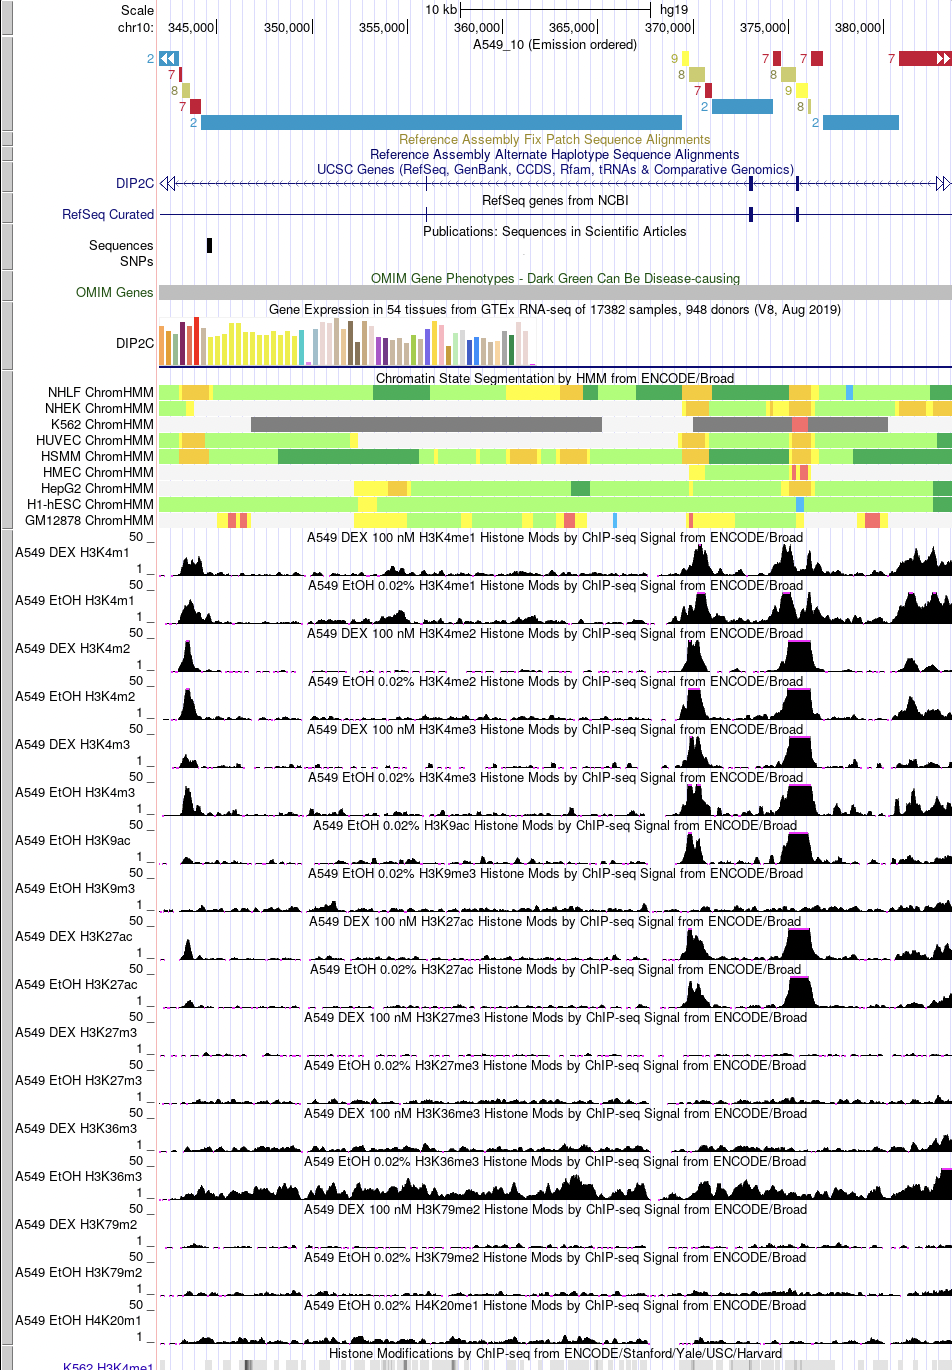 Scale 10 kb hg19
chr10: 345,000 350,000 355,000 360,000 365,000 370,000 375,000 380,000
A549_10 (Emission ordered)
2 9 7 7 7
7 8 8
8 7 9
7 2 8
2 2
Reference Assembly Fix Patch Sequence Alignments
Reference Assembly Alternate Haplotype Sequence Alignments
UCSC Genes (RefSeq, GenBank, CCDS, Rfam, tRNAs & Comparative Genomics)
DIP2C
RefSeq genes from NCBI
RefSeq Curated
Publications: Sequences in Scientific Articles
Sequences
SNPs
OMIM Gene Phenotypes - Dark Green Can Be Disease-causing
OMIM Genes
Gene Expression in 54 tissues from GTEx RNA-seq of 17382 samples, 948 donors (V8, Aug 2019)
DIP2C
Chromatin State Segmentation by HMM from ENCODE/Broad
NHLF ChromHMM
NHEK ChromHMM
K562 ChromHMM
HUVEC ChromHMM
HSMM ChromHMM
HMEC ChromHMM
HepG2 ChromHMM
H1-hESC ChromHMM
GM12878 ChromHMM
50 _ A549 DEX 100 nM H3K4me1 Histone Mods by ChIP-seq Signal from ENCODE/Broad
A549 DEX H3K4m1
1 _
50 _ A549 EtOH 0.02% H3K4me1 Histone Mods by ChIP-seq Signal from ENCODE/Broad
A549 EtOH H3K4m1
1 _
50 _ A549 DEX 100 nM H3K4me2 Histone Mods by ChIP-seq Signal from ENCODE/Broad
A549 DEX H3K4m2
1 _
50 _ A549 EtOH 0.02% H3K4me2 Histone Mods by ChIP-seq Signal from ENCODE/Broad
A549 EtOH H3K4m2
1 _
50 _ A549 DEX 100 nM H3K4me3 Histone Mods by ChIP-seq Signal from ENCODE/Broad
A549 DEX H3K4m3
1 _
50 _ A549 EtOH 0.02% H3K4me3 Histone Mods by ChIP-seq Signal from ENCODE/Broad
A549 EtOH H3K4m3
1 _
50 _ A549 EtOH 0.02% H3K9ac Histone Mods by ChIP-seq Signal from ENCODE/Broad
A549 EtOH H3K9ac
1 _
50 _ A549 EtOH 0.02% H3K9me3 Histone Mods by ChIP-seq Signal from ENCODE/Broad
A549 EtOH H3K9m3
1 _
50 _ A549 DEX 100 nM H3K27ac Histone Mods by ChIP-seq Signal from ENCODE/Broad
A549 DEX H3K27ac
1 _
50 _ A549 EtOH 0.02% H3K27ac Histone Mods by ChIP-seq Signal from ENCODE/Broad
A549 EtOH H3K27ac
1 _
50 _ A549 DEX 100 nM H3K27me3 Histone Mods by ChIP-seq Signal from ENCODE/Broad
A549 DEX H3K27m3
1 _
50 _ A549 EtOH 0.02% H3K27me3 Histone Mods by ChIP-seq Signal from ENCODE/Broad
A549 EtOH H3K27m3
1 _
50 _ A549 DEX 100 nM H3K36me3 Histone Mods by ChIP-seq Signal from ENCODE/Broad
A549 DEX H3K36m3
1 _
50 _ A549 EtOH 0.02% H3K36me3 Histone Mods by ChIP-seq Signal from ENCODE/Broad
A549 EtOH H3K36m3
1 _
50 _ A549 DEX 100 nM H3K79me2 Histone Mods by ChIP-seq Signal from ENCODE/Broad
A549 DEX H3K79m2
1 _
50 _ A549 EtOH 0.02% H3K79me2 Histone Mods by ChIP-seq Signal from ENCODE/Broad
A549 EtOH H3K79m2
1 _
50 _ A549 EtOH 0.02% H4K20me1 Histone Mods by ChIP-seq Signal from ENCODE/Broad
A549 EtOH H4K20m1
1 _
Histone Modifications by ChIP-seq from ENCODE/Stanford/Yale/USC/Harvard
K562 H3K4me1